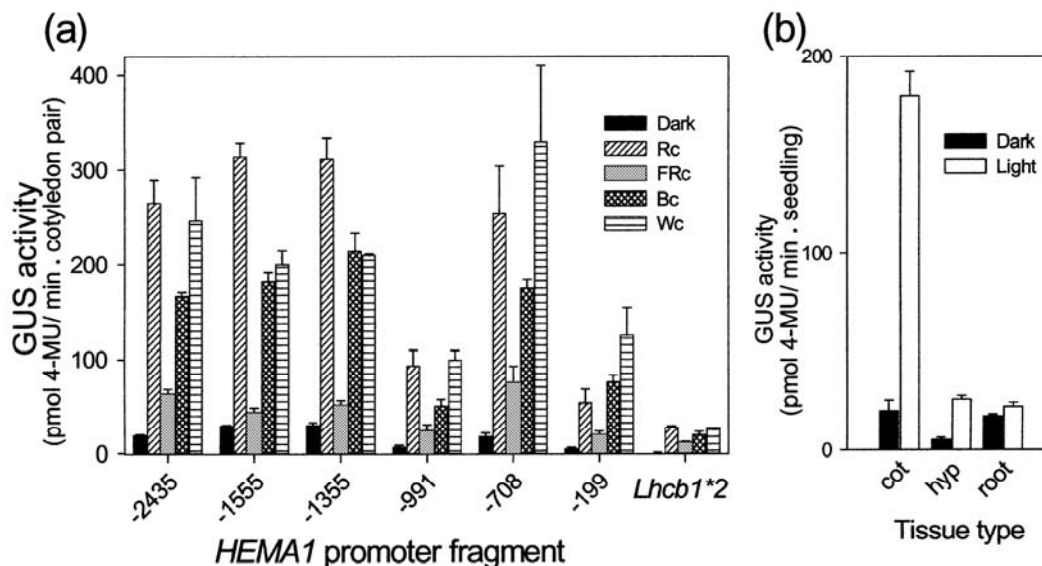 (a)
GUS activity
(pmol 4-MU/ min . cotyledon pair)
400
300
200
100
0
Dark
Rc
FRc
Bc
Wc
-2435
-1555
-1355
-991
-708
-199
Lhcb1*2
HEMA1 promoter fragment
(b)
GUS activity
(pmol 4-MU/ min . seedling)
200
100
0
Dark
Light
cot
hyp
root
Tissue type